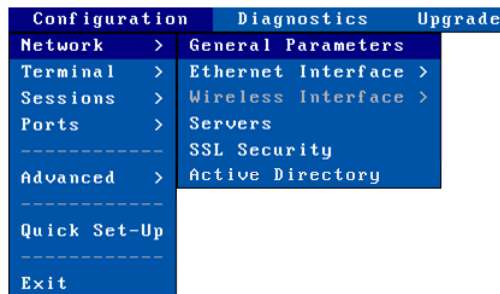 Configuration Diagnostics Upgrade
Network > General Parameters
Terminal > Ethernet Interface >
Sessions > Wireless Interface >
Ports > Servers
------------ SSL Security
Advanced > Active Directory
------------
Quick Set-Up
------------
Exit